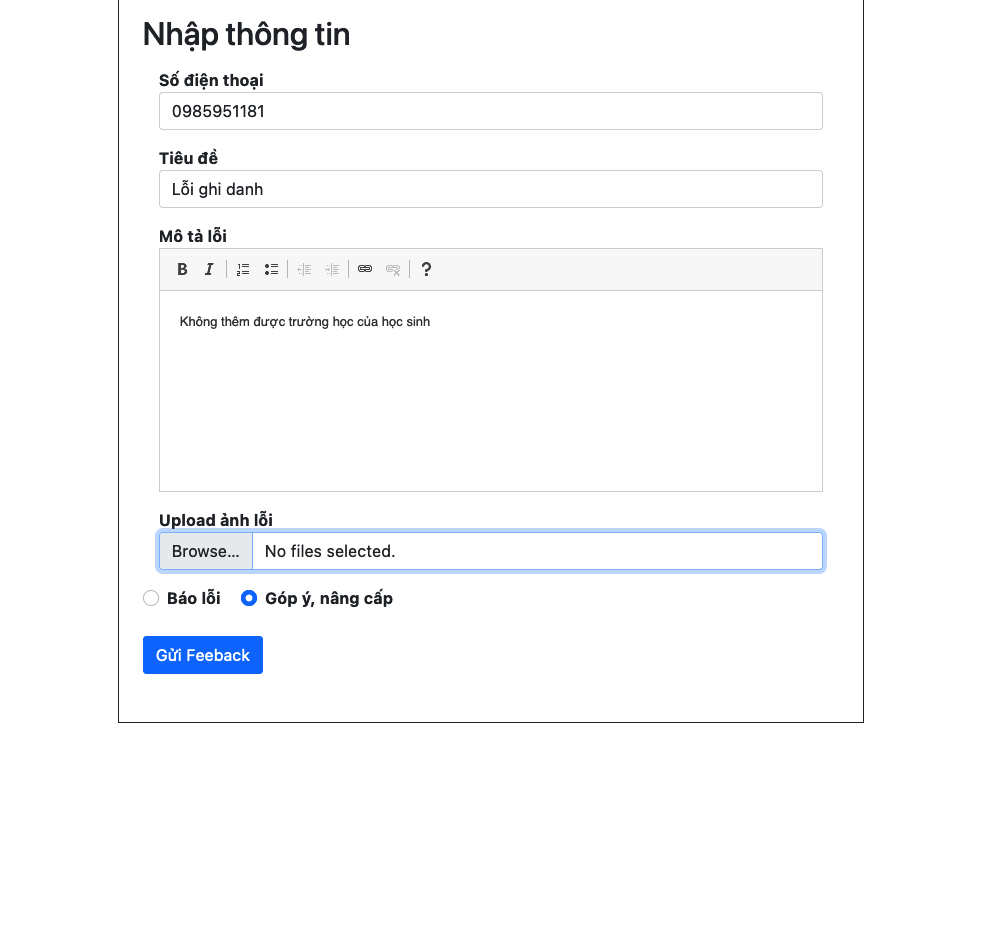 Nhập thông tin
Số điện thoại
0985951181
Tiêu đề
Lỗi ghi danh
Mô tả lỗi
B I ?
Không thêm được trường học của học sinh
Upload ảnh lỗi
Browse... No files selected.
Báo lỗi Góp ý, nâng cấp
Gửi Feeback